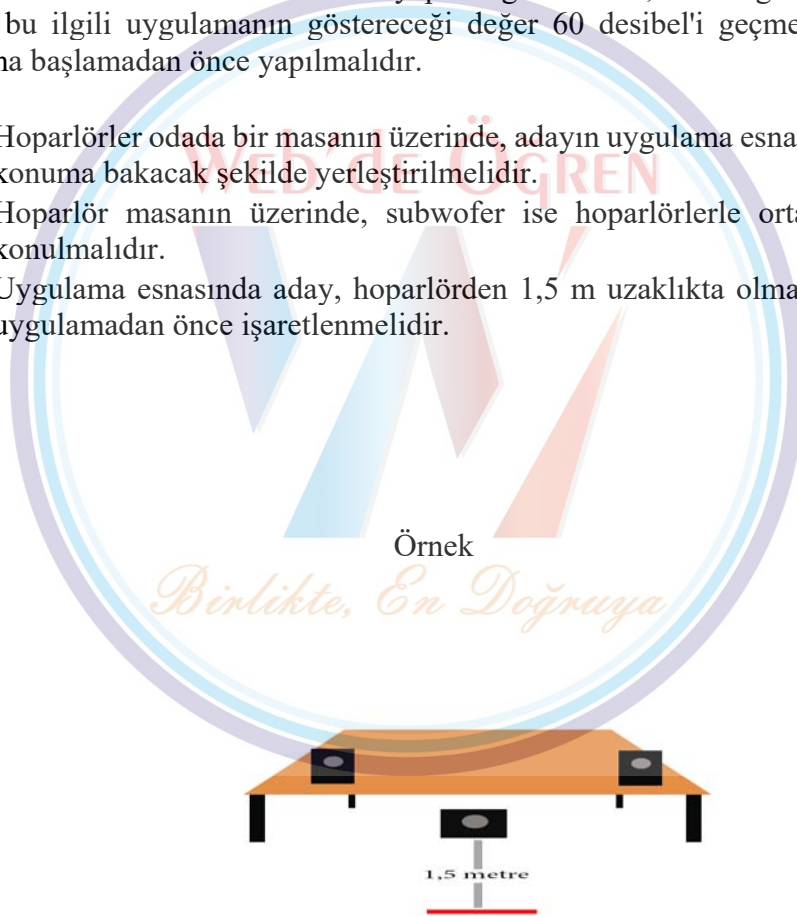 bu ilgili uygulamanın göstereceği değer 60 desibel'i geçme
na başlamadan önce yapılmalıdır.
Hoparlörler odada bir masanın üzerinde, adayın uygulama esna
konuma bakacak şekilde yerleştirilmelidir.
WEB'DE ÖĞREN
Hoparlör masanın üzerinde, subwofer ise hoparlörlerle orta
konulmalıdır.
Uygulama esnasında aday, hoparlörden 1,5 m uzaklıkta olma
uygulamadan önce işaretlenmelidir.
Örnek
Birlikte, En Doğruya
1,5 metre